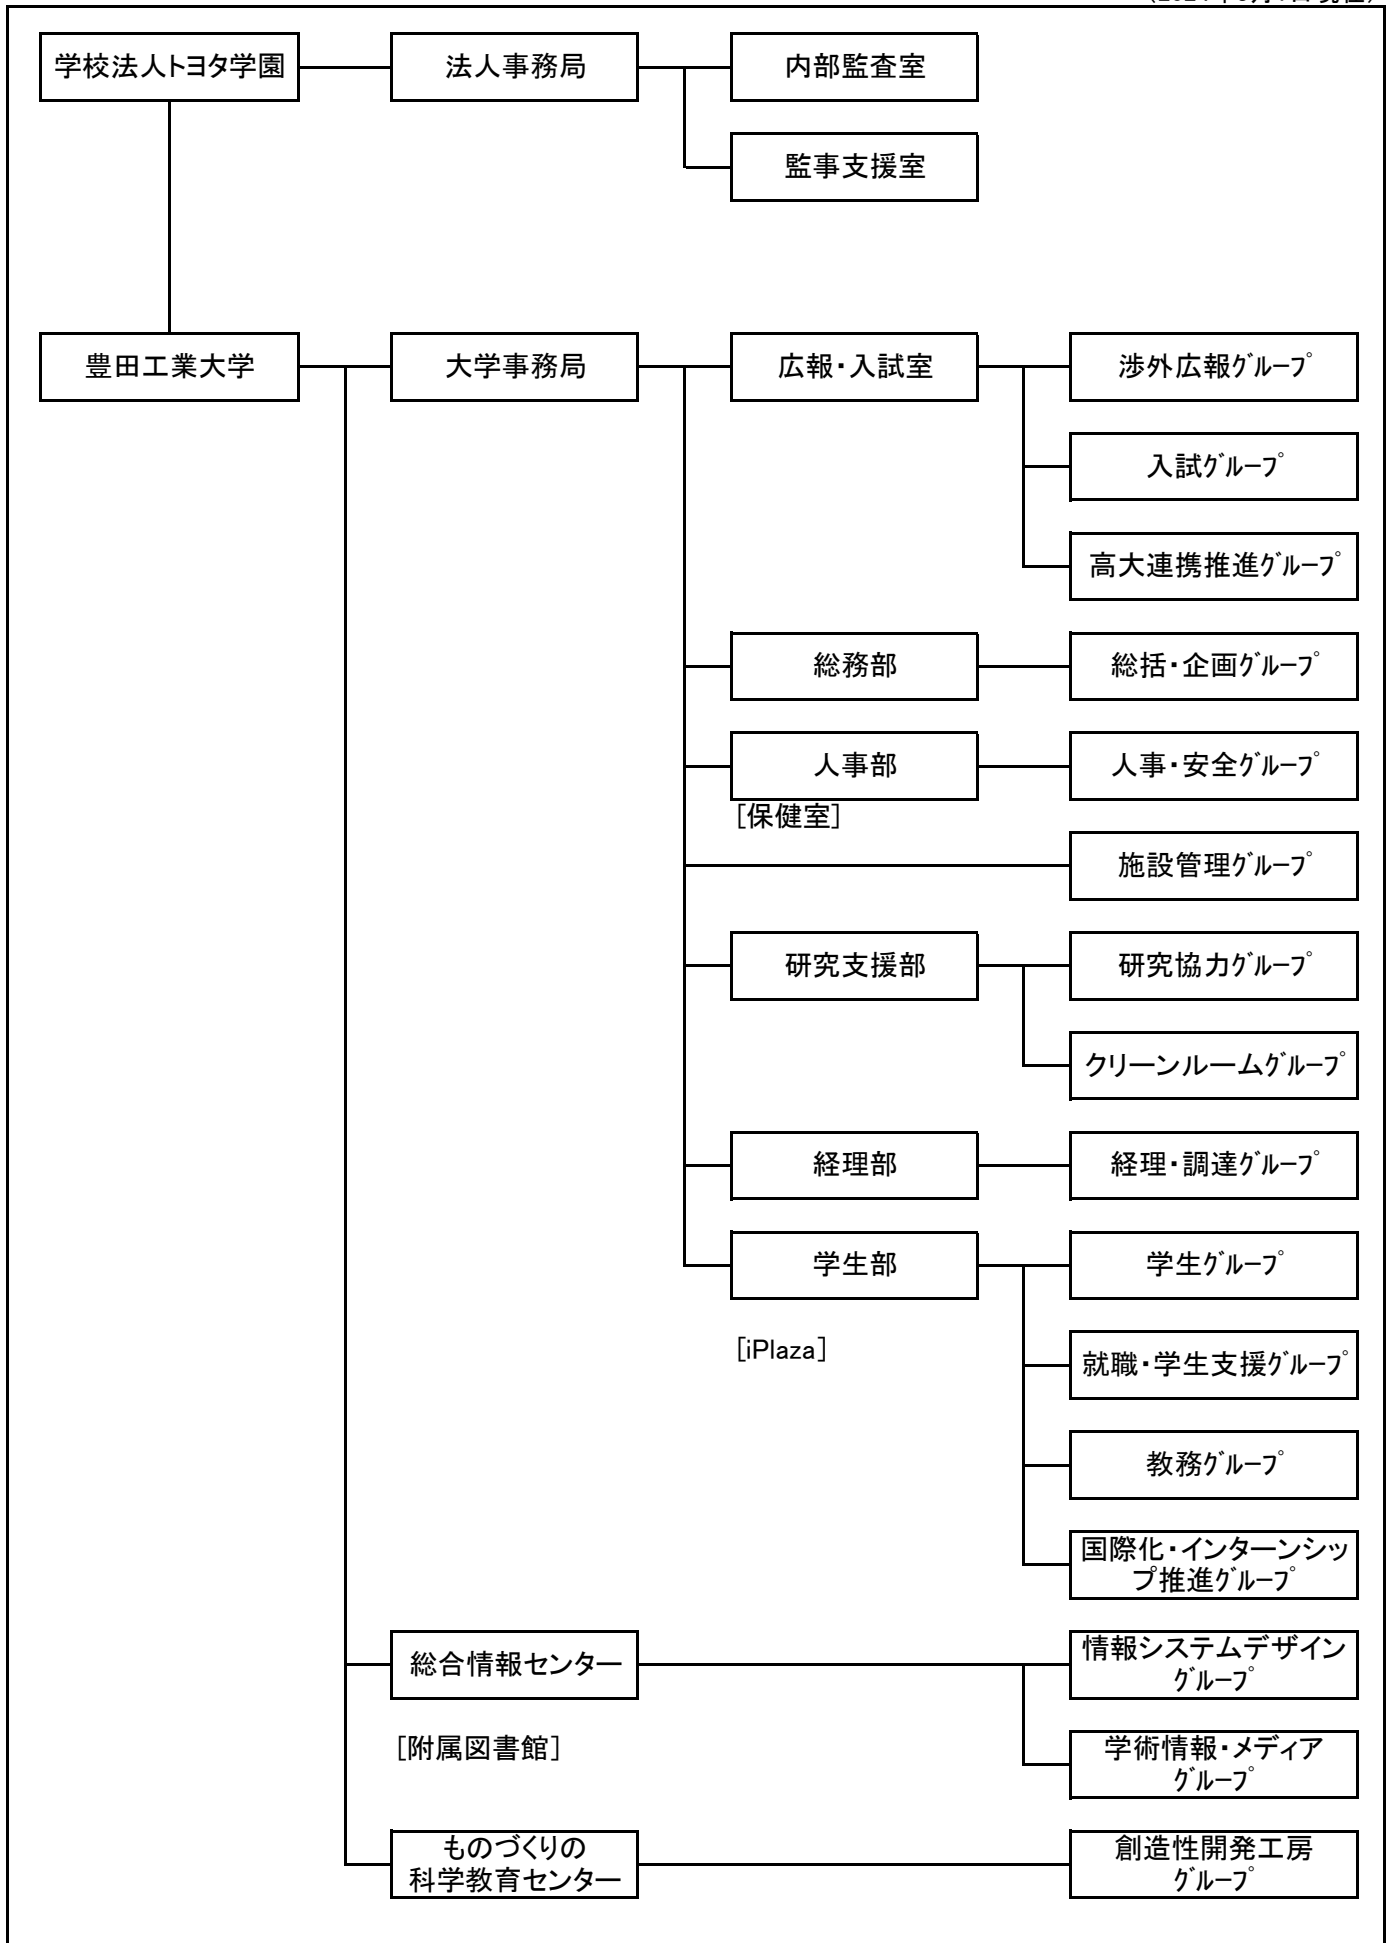 学校法人トヨタ学園
法人事務局
内部監査室
監事支援室
豊田工業大学
大学事務局
広報・入試室
渉外広報ｸﾞﾙｰﾌﾟ
入試ｸﾞﾙｰﾌﾟ
高大連携推進ｸﾞﾙｰﾌﾟ
総務部
総括・企画ｸﾞﾙｰﾌﾟ
人事部
人事・安全ｸﾞﾙｰﾌﾟ
[保健室]
施設管理ｸﾞﾙｰﾌﾟ
研究支援部
研究協力ｸﾞﾙｰﾌﾟ
クリーンルームｸﾞﾙｰﾌﾟ
経理部
経理・調達ｸﾞﾙｰﾌﾟ
学生部
学生ｸﾞﾙｰﾌﾟ
[iPlaza]
就職・学生支援ｸﾞﾙｰﾌﾟ
教務ｸﾞﾙｰﾌﾟ
国際化・インターンシッ
プ推進ｸﾞﾙｰﾌﾟ
総合情報センター
情報システムデザイン
ｸﾞﾙｰﾌﾟ
[附属図書館]
学術情報・メディア
ｸﾞﾙｰﾌﾟ
ものづくりの
科学教育センター
創造性開発工房
ｸﾞﾙｰﾌﾟ